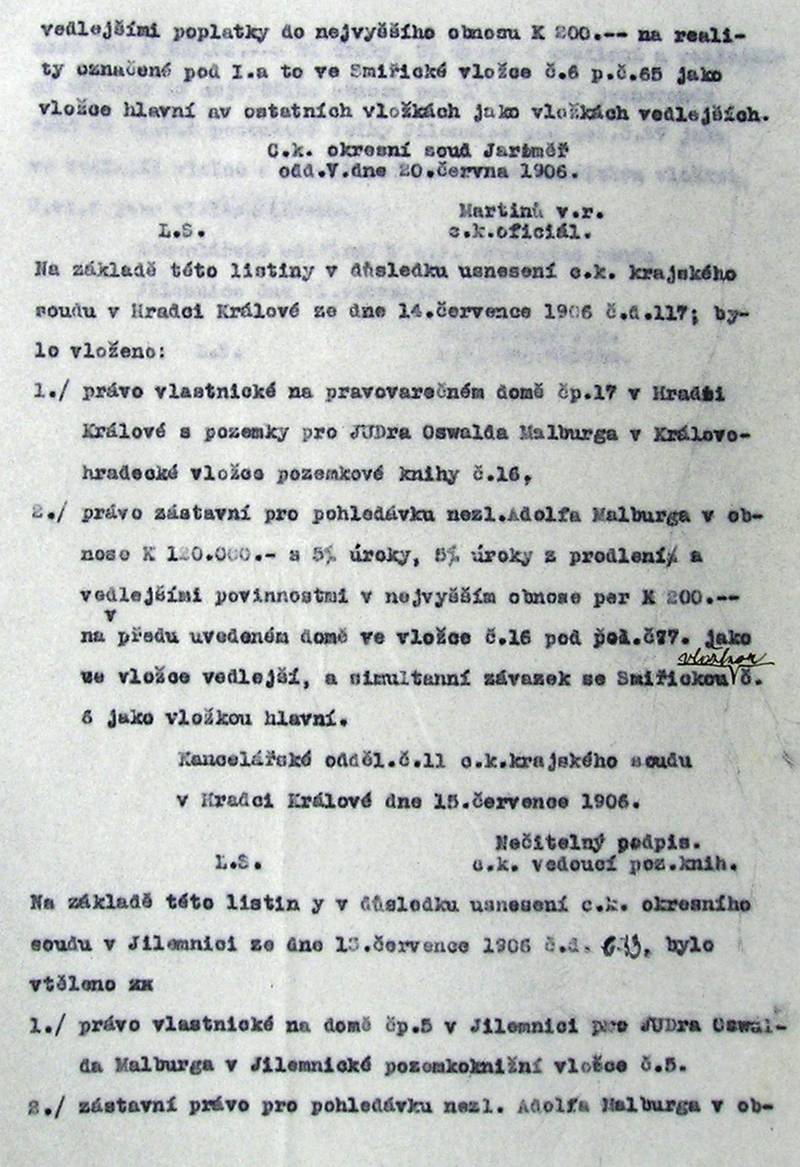 vedlejšími poplatky do nejvyššího obnosu K 200.-- na reali-
ty označené pod I.a to ve Smiřické vložce č.6 p.č.65 jako
vložce hlavní av ostatních vložkách jako vložkách vedlejších.
C.k. okresní soud Jaroměř
odd.V.dne 20.června 1906.
Martinů v.r.
L.S. c.k.oficiál.
Na základě této listiny v důsledku usnesení c.k. krajského
soudu v Hradci Králové ze dne 14.července 1906 č.d.117; by-
lo vloženo:
1./ právo vlastnické na pravovarečném domě čp.17 v Hradci
Králové s pozemky pro JUDra Oswalda Malburga v Královo-
hradecké vložce pozemkové knihy č.16,
2./ právo zástavní pro pohledávku nezl.Adolfa Malburga v ob-
nose K 120.000.- s 5% úroky, 5% úroky z prodlení a
vedlejšími povinnostmi v nejvyšším obnose per K 200.--
na v předu uvedeném domě ve vložce č.16 pod pol.č77. jako
ve vložce vedlejší, a simultanní závazek se Smiřickou vložkou č.
6 jako vložkou hlavní.
Kancelářské odděl.č.11 c.k.krajského soudu
v Hradci Králové dne 15.července 1906.
Nečitelný podpis.
L.S. c.k. vedoucí poz.knih.
Na základě této listin y v důsledku usnesení c.k. okresního
soudu v Jilemnici ze dne července 1906 č.d. bylo
vtěleno xx
1./ právo vlastnické na domě čp.5 v Jilemnici pro JUDra Oswal-
da Malburga v Jilemnické pozemkoknižní vložce č.5.
2./ zástavní právo pro pohledávku nezl. Adolfa Malburga v ob-